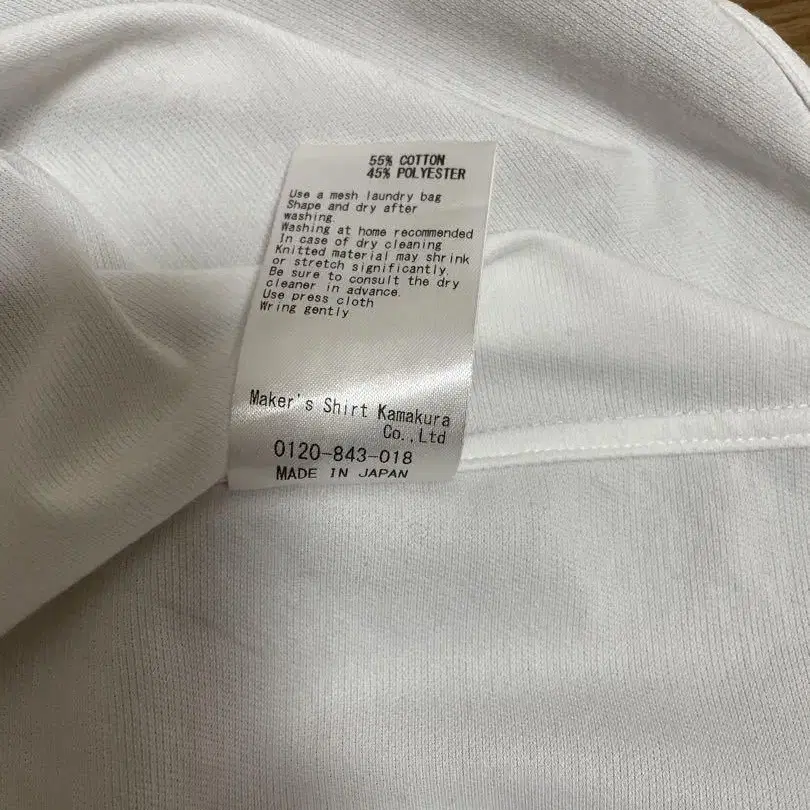 55% COTTON
45% POLYESTER
Use a mesh laundry bag
Shape and dry after
washing.
Washing at home recommended
In case of dry cleaning
Knitted material may shrink
or stretch significantly.
Be sure to consult the dry
cleaner in advance.
Use press cloth
Wring gently
Maker's Shirt Kamakura
Co.,Ltd
0120-843-018
MADE IN JAPAN